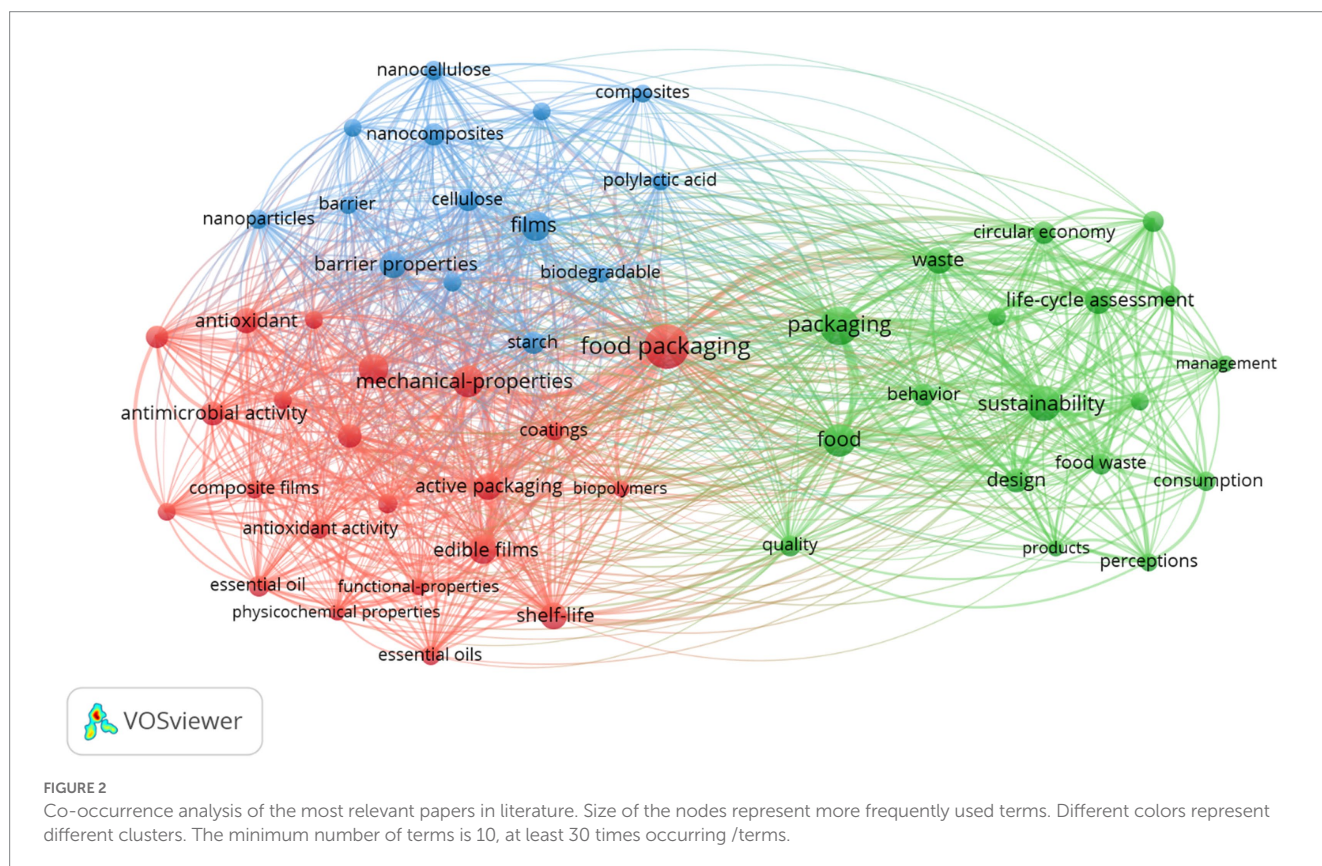 nanocellulose
composites
nanocomposites
polylactic acid
cellulose
barrier
nanoparticles
films
circular economy
waste
barrier properties
biodegradable
life-cycle assessment
antioxidant
packaging
starch
food packaging
management
mechanical-properties
behavior
sustainability
antimicrobial activity
coatings
food
food waste
composite films
active packaging
biopolymers
design
consumption
antioxidant activity
edible films
quality
products
perceptions
essential oil
functional-properties
physicochemical properties
shelf-life
essential oils
VOSviewer
FIGURE 2
Co-occurrence analysis of the most relevant papers in literature. Size of the nodes represent more frequently used terms. Different colors represent
different clusters. The minimum number of terms is 10, at least 30 times occurring /terms.